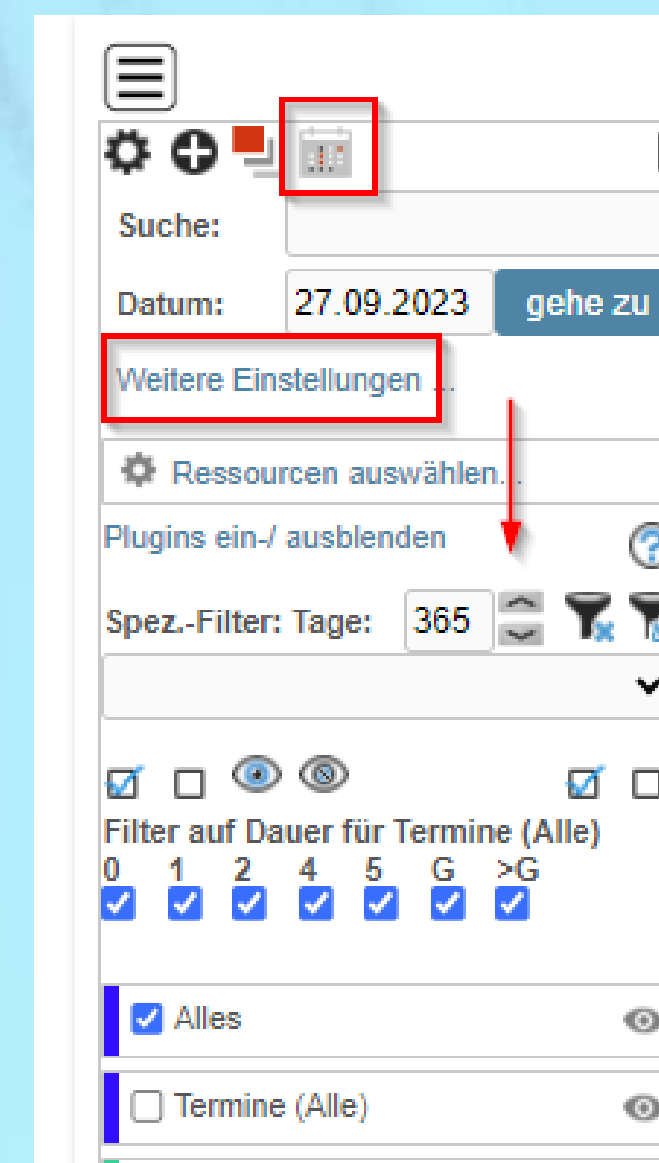 Suche:
Datum: 27.09.2023 gehe zu
Weitere Einstellungen ...
Ressourcen auswählen...
Plugins ein-/ ausblenden
Spez.-Filter: Tage: 365
Filter auf Dauer für Termine (Alle)
0 1 2 4 5 G >G
Alles
Termine (Alle)